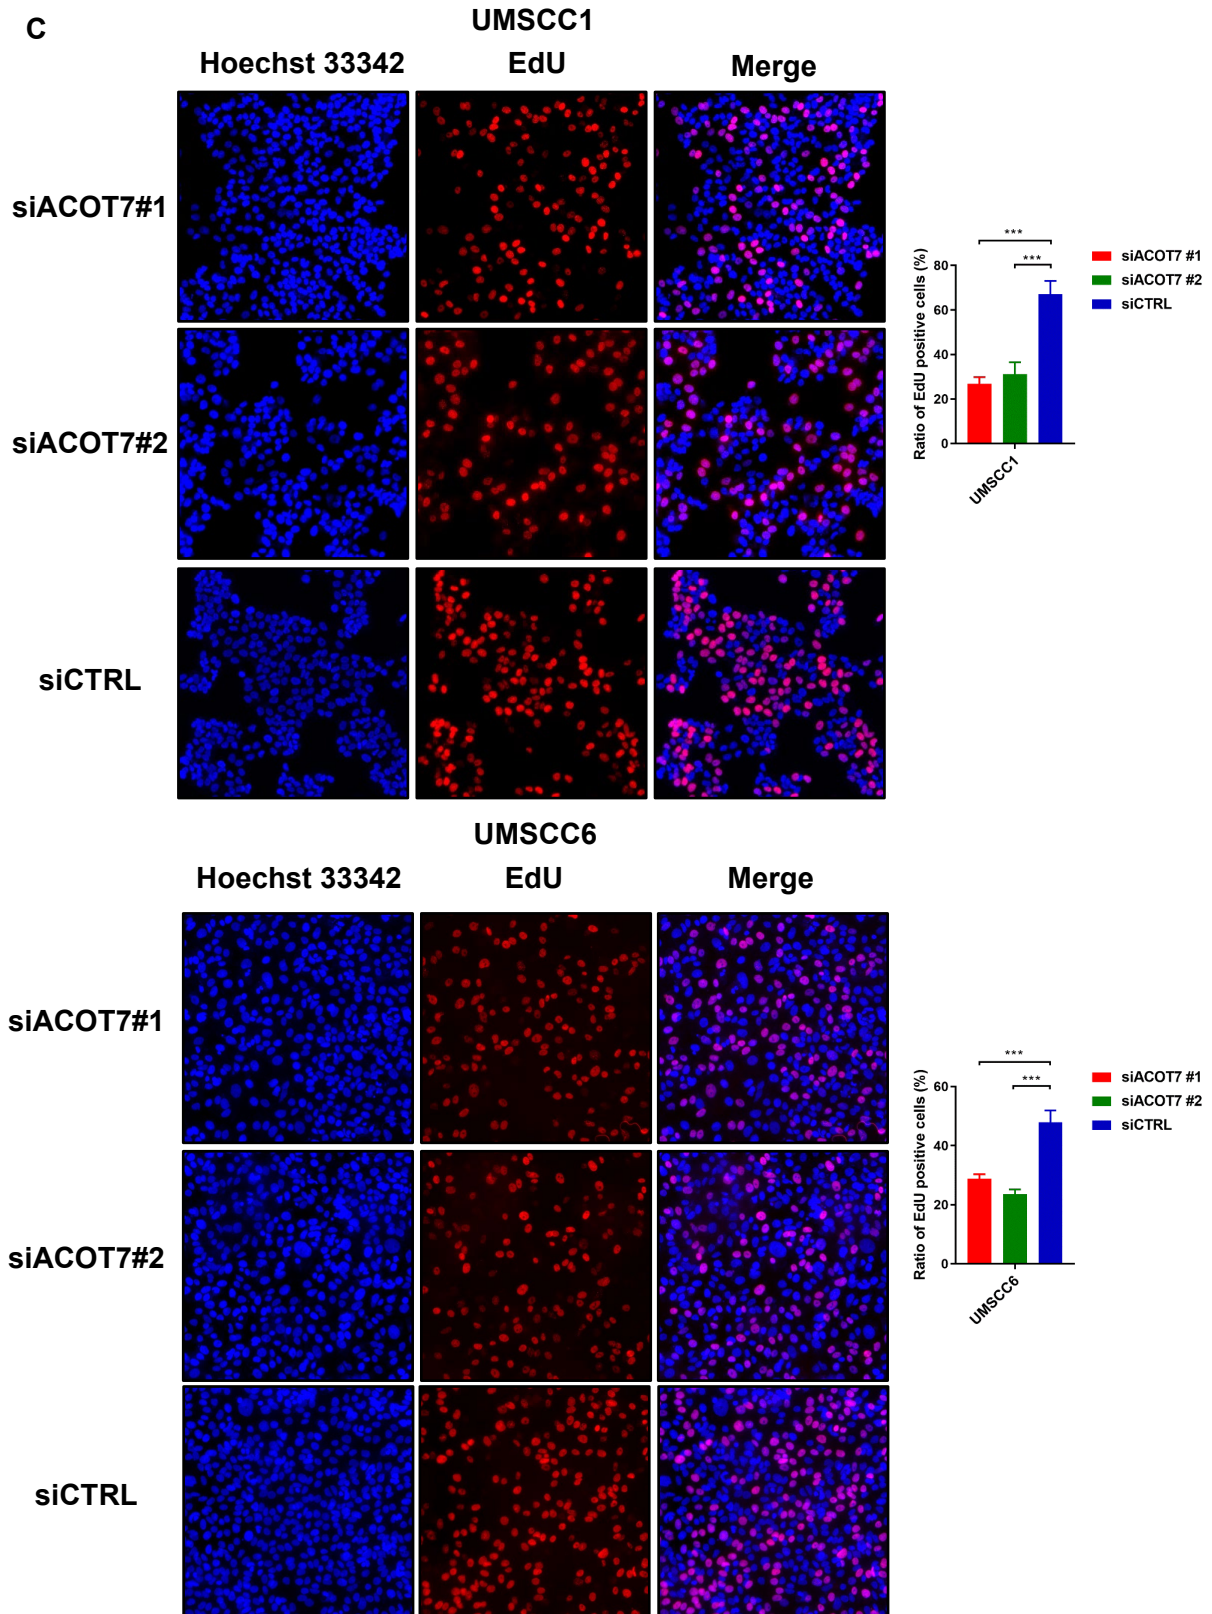 C
UMSCC1
Hoechst 33342 EdU Merge
siACOT7#1
siACOT7#2
siCTRL
Ratio of EdU positive cells (%)
80
60
40
20
0
***
***
UMSCC1
siACOT7 #1
siACOT7 #2
siCTRL
UMSCC6
Hoechst 33342 EdU Merge
siACOT7#1
siACOT7#2
siCTRL
Ratio of EdU positive cells (%)
60
40
20
0
***
***
UMSCC6
siACOT7 #1
siACOT7 #2
siCTRL